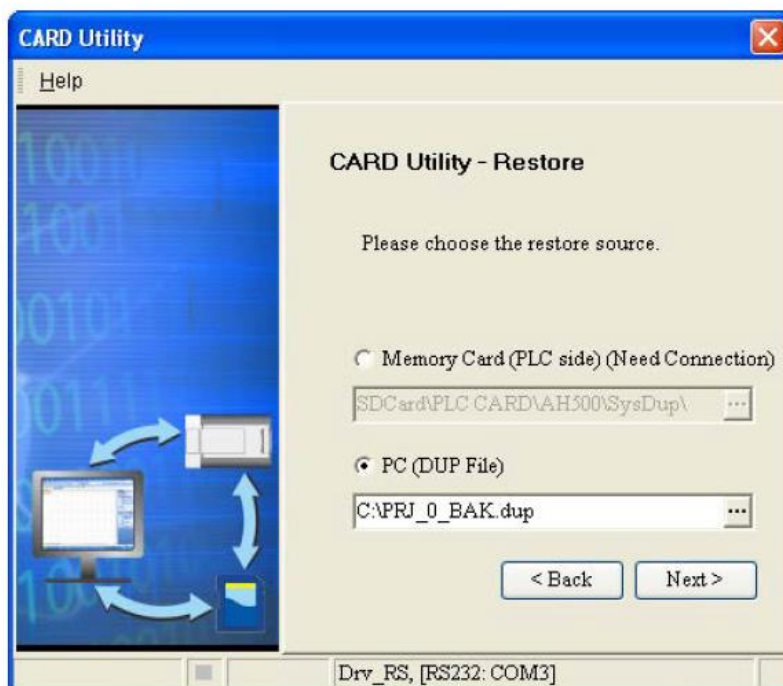 CARD Utility
Help
CARD Utility - Restore
Please choose the restore source.
Memory Card (PLC side) (Need Connection)
SDCard\PLC CARD\AH500\SysDup\ ...
PC (DUP File)
C:\PRJ_0_BAK.dup ...
< Back Next >
Drv_RS, [RS232: COM3]